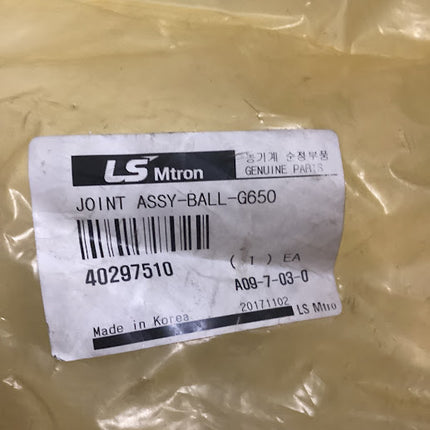 LS Mtron
농기계 순정부품
GENUINE PARTS
JOINT ASSY-BALL-G650
40297510
( 1 ) EA
A09-7-03-0
20171102
Made in Korea
LS Mtro